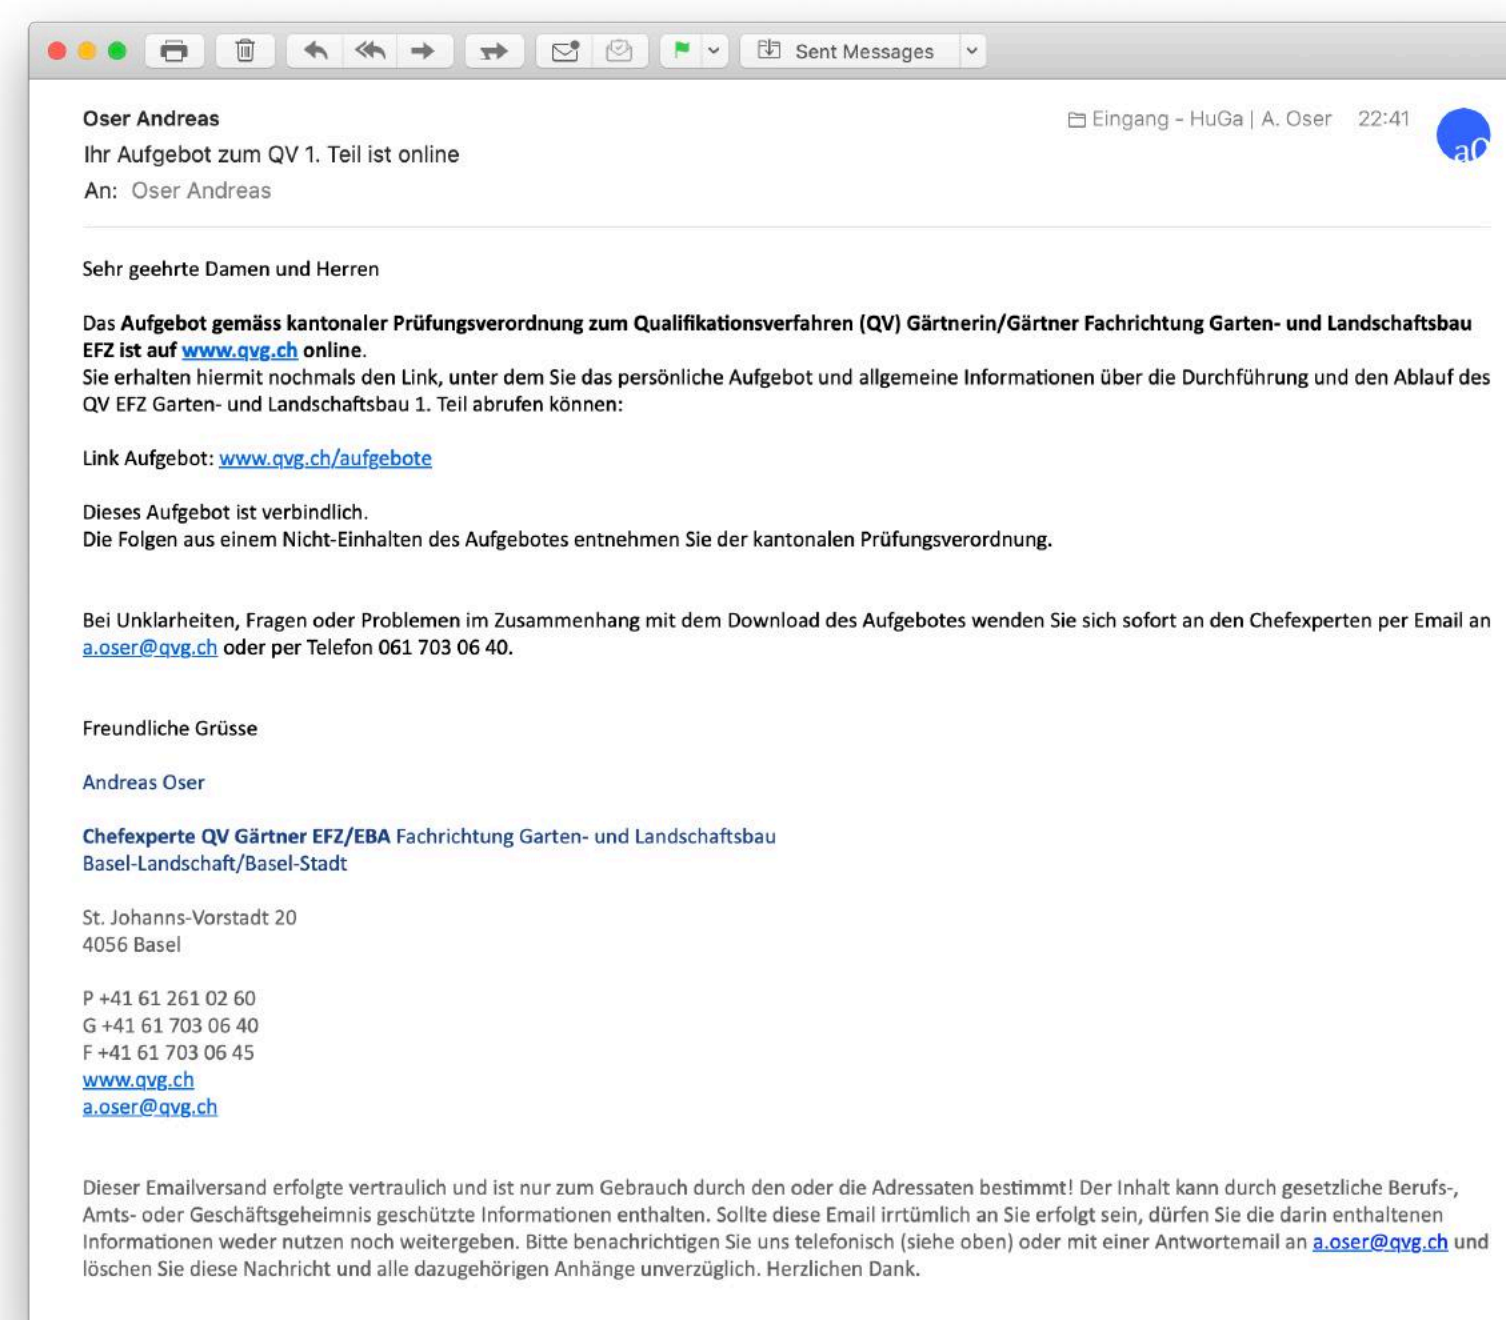 Sent Messages
Oser Andreas
Eingang - HuGa | A. Oser 22:41
aO
Ihr Aufgebot zum QV 1. Teil ist online
An: Oser Andreas
Sehr geehrte Damen und Herren
Das Aufgebot gemäss kantonaler Prüfungsverordnung zum Qualifikationsverfahren (QV) Gärtnerin/Gärtner Fachrichtung Garten- und Landschaftsbau
EFZ ist auf www.qvg.ch online.
Sie erhalten hiermit nochmals den Link, unter dem Sie das persönliche Aufgebot und allgemeine Informationen über die Durchführung und den Ablauf des
QV EFZ Garten- und Landschaftsbau 1. Teil abrufen können:
Link Aufgebot: www.qvg.ch/aufgebote
Dieses Aufgebot ist verbindlich.
Die Folgen aus einem Nicht-Einhalten des Aufgebotes entnehmen Sie der kantonalen Prüfungsverordnung.
Bei Unklarheiten, Fragen oder Problemen im Zusammenhang mit dem Download des Aufgebotes wenden Sie sich sofort an den Chefexperten per Email an
a.oser@qvg.ch oder per Telefon 061 703 06 40.
Freundliche Grüsse
Andreas Oser
Chefexperte QV Gärtner EFZ/EBA Fachrichtung Garten- und Landschaftsbau
Basel-Landschaft/Basel-Stadt
St. Johanns-Vorstadt 20
4056 Basel
P +41 61 261 02 60
G +41 61 703 06 40
F +41 61 703 06 45
www.qvg.ch
a.oser@qvg.ch
Dieser Emailversand erfolgte vertraulich und ist nur zum Gebrauch durch den oder die Adressaten bestimmt! Der Inhalt kann durch gesetzliche Berufs-,
Amts- oder Geschäftsgeheimnis geschützte Informationen enthalten. Sollte diese Email irrtümlich an Sie erfolgt sein, dürfen Sie die darin enthaltenen
Informationen weder nutzen noch weitergeben. Bitte benachrichtigen Sie uns telefonisch (siehe oben) oder mit einer Antwortemail an a.oser@qvg.ch und
löschen Sie diese Nachricht und alle dazugehörigen Anhänge unverzüglich. Herzlichen Dank.